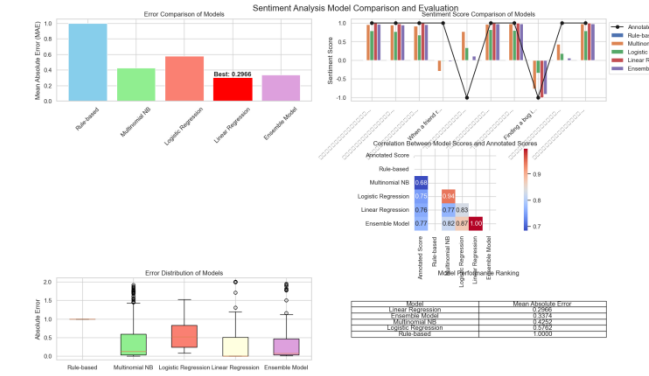 Sentiment Analysis Model Comparison and Evaluation
Error Comparison of Models
Mean Absolute Error (MAE)
1.0
0.8
0.6
0.4
0.2
0.0
Best: 0.2966
Rule-based
Multinomial NB
Logistic Regression
Linear Regression
Ensemble Model
Sentiment Score Comparison of Models
Sentiment Score
1.0
0.5
0.0
-0.5
-1.0
When a friend t...
Finding a bug i...
Annotat
Rule-bas
Multinom
Logistic
Linear R
Ensemb
Correlation Between Model Scores and Annotated Scores
Annotated Score
Rule-based
Multinomial NB
Logistic Regression
Linear Regression
Ensemble Model
0.68
0.94
0.76 0.77 0.83
0.77 0.82 0.87 1.00
0.9
0.8
0.7
Annotated Score
Rule-based
Multinomial NB
Logistic Regression
Linear Regression
Ensemble Model
Error Distribution of Models
Absolute Error
2.0
1.5
1.0
0.5
0.0
Rule-based
Multinomial NB
Logistic Regression
Linear Regression
Ensemble Model
Model Performance Ranking
Model Mean Absolute Error
Linear Regression 0.2966
Ensemble Model 0.3374
Multinomial NB 0.4252
Logistic Regression 0.5762
Rule-based 1.0000